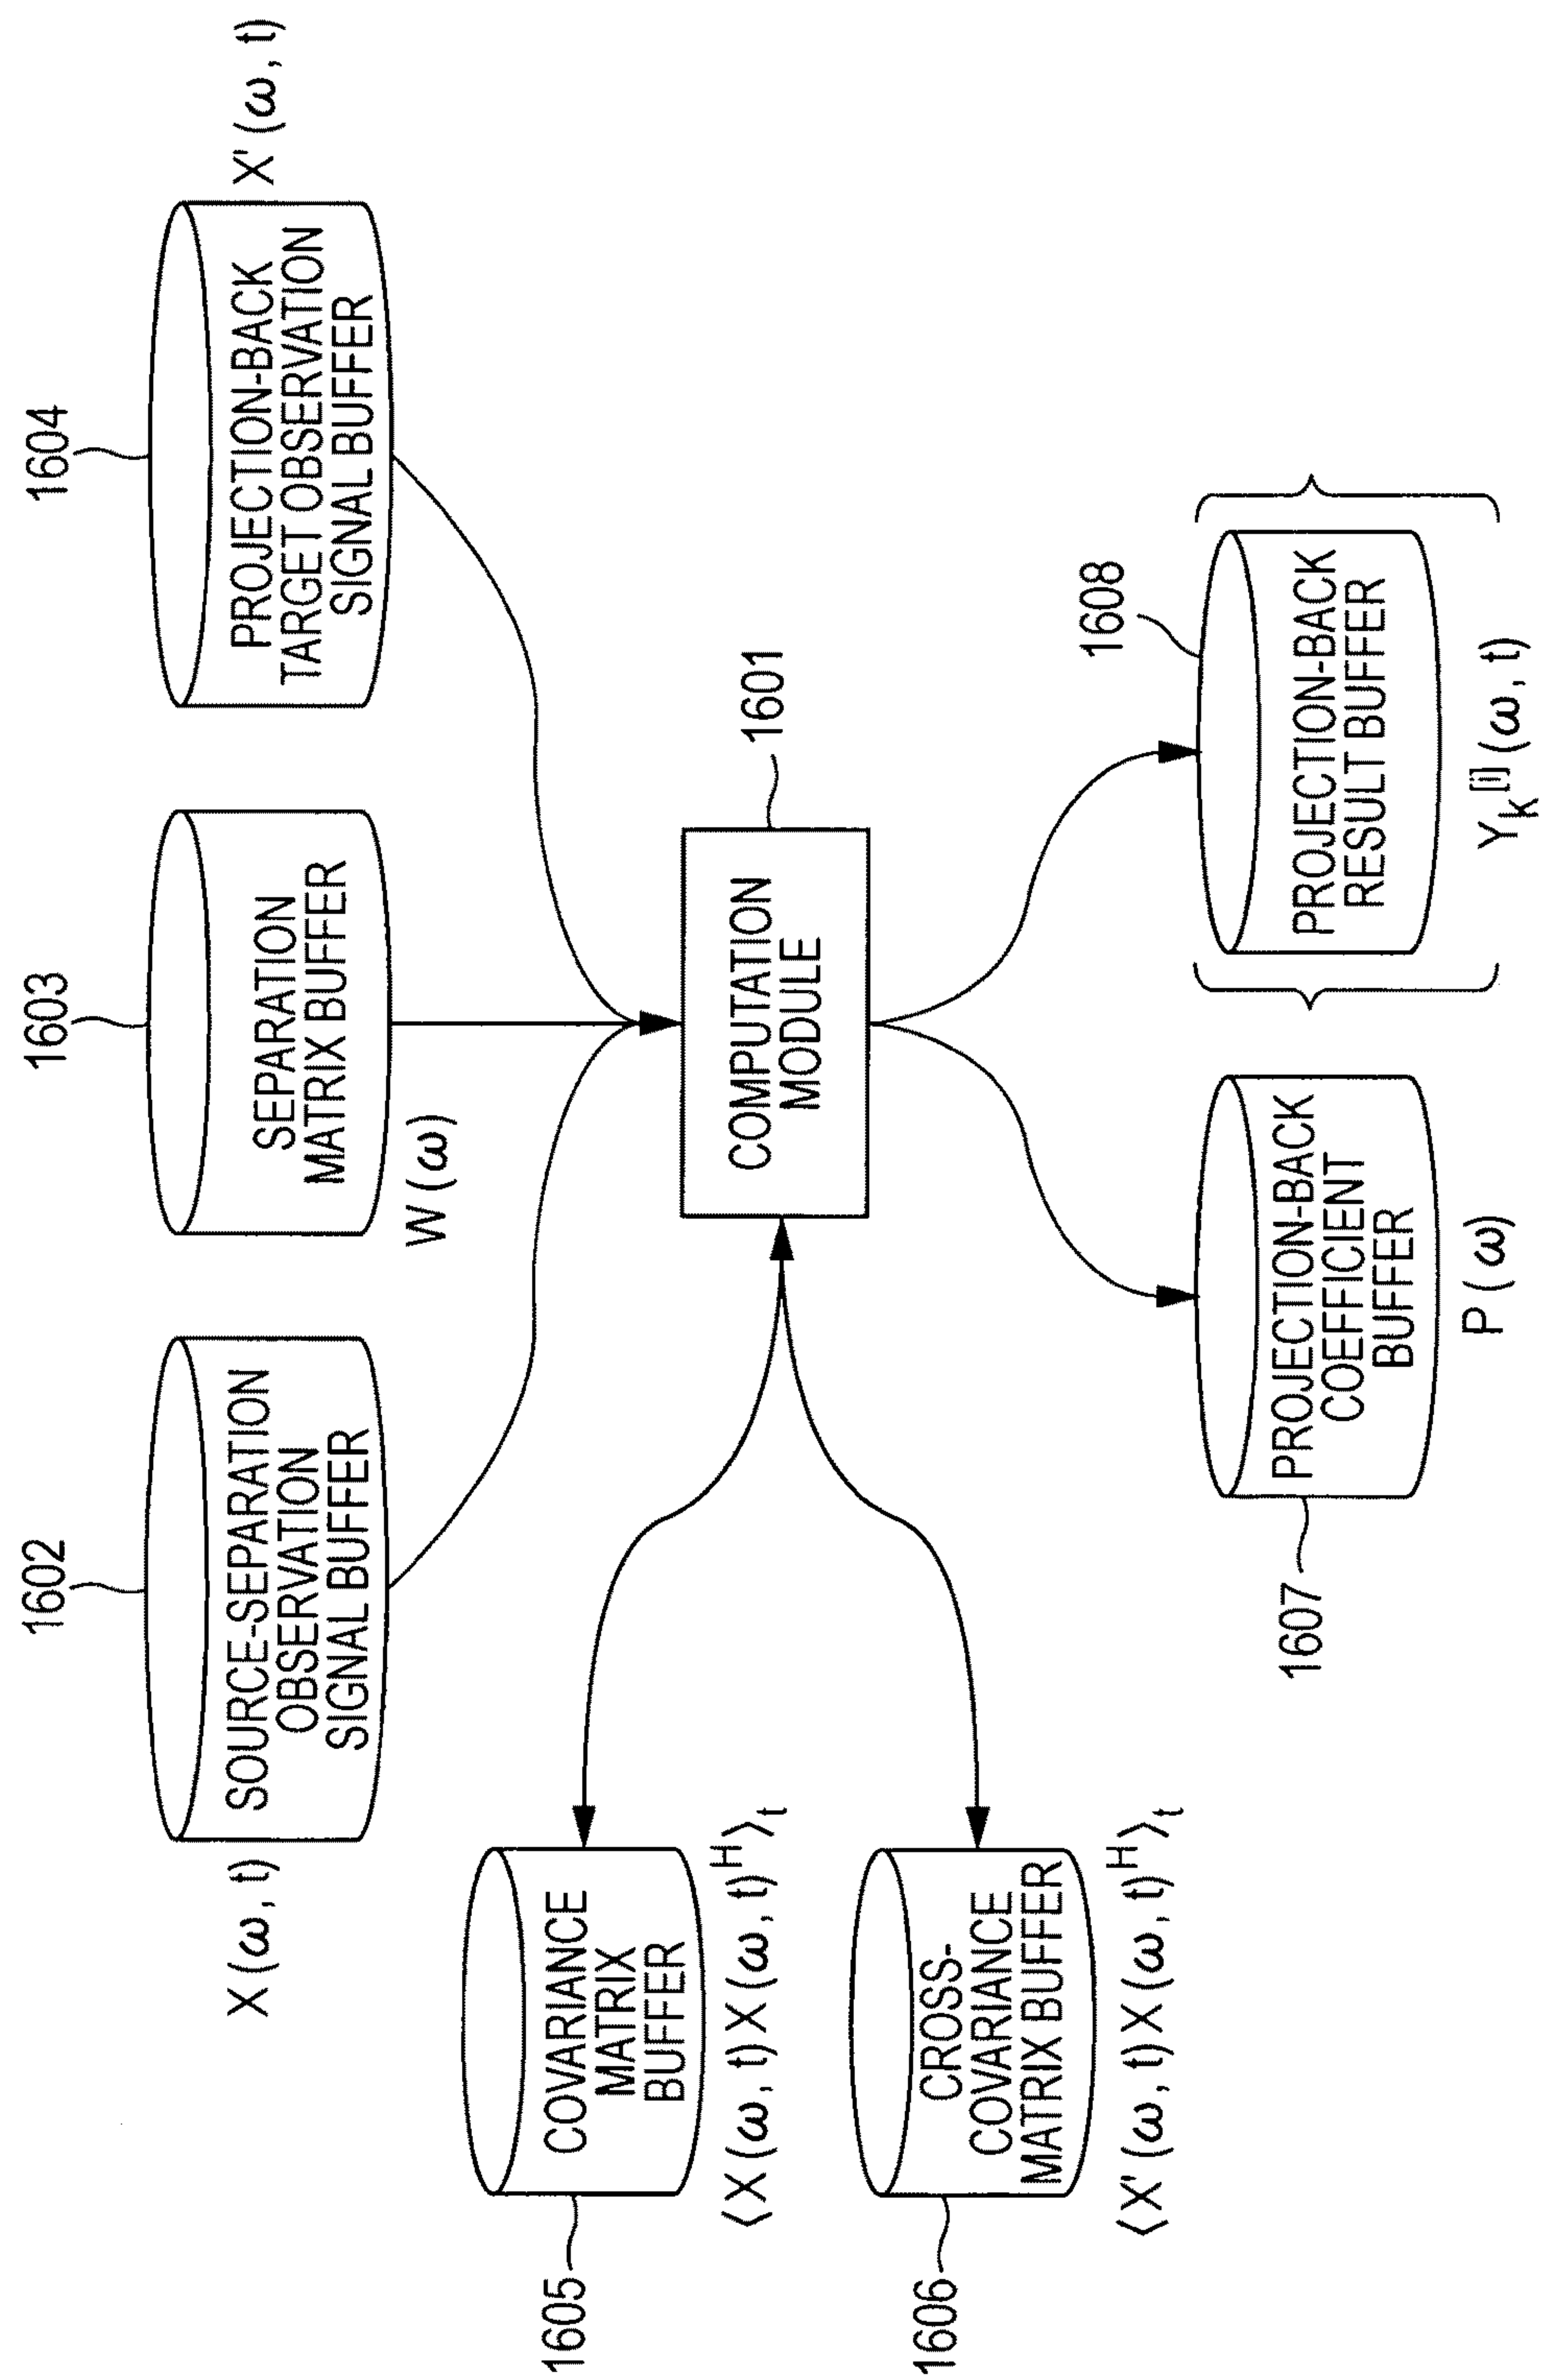 1602
X (ω, t)
SOURCE-SEPARATION
OBSERVATION
SIGNAL BUFFER
1603
SEPARATION
MATRIX BUFFER
W (ω)
1604
PROJECTION-BACK
TARGET OBSERVATION
SIGNAL BUFFER
X' (ω, t)
1605
COVARIANCE
MATRIX
BUFFER
⟨X (ω, t) X (ω, t)^H⟩_t
1601
COMPUTATION
MODULE
1606
CROSS-
COVARIANCE
MATRIX BUFFER
⟨X' (ω, t) X (ω, t)^H⟩_t
1607
PROJECTION-BACK
COEFFICIENT
BUFFER
P (ω)
1608
PROJECTION-BACK
RESULT BUFFER
Y_k^[i] (ω, t)